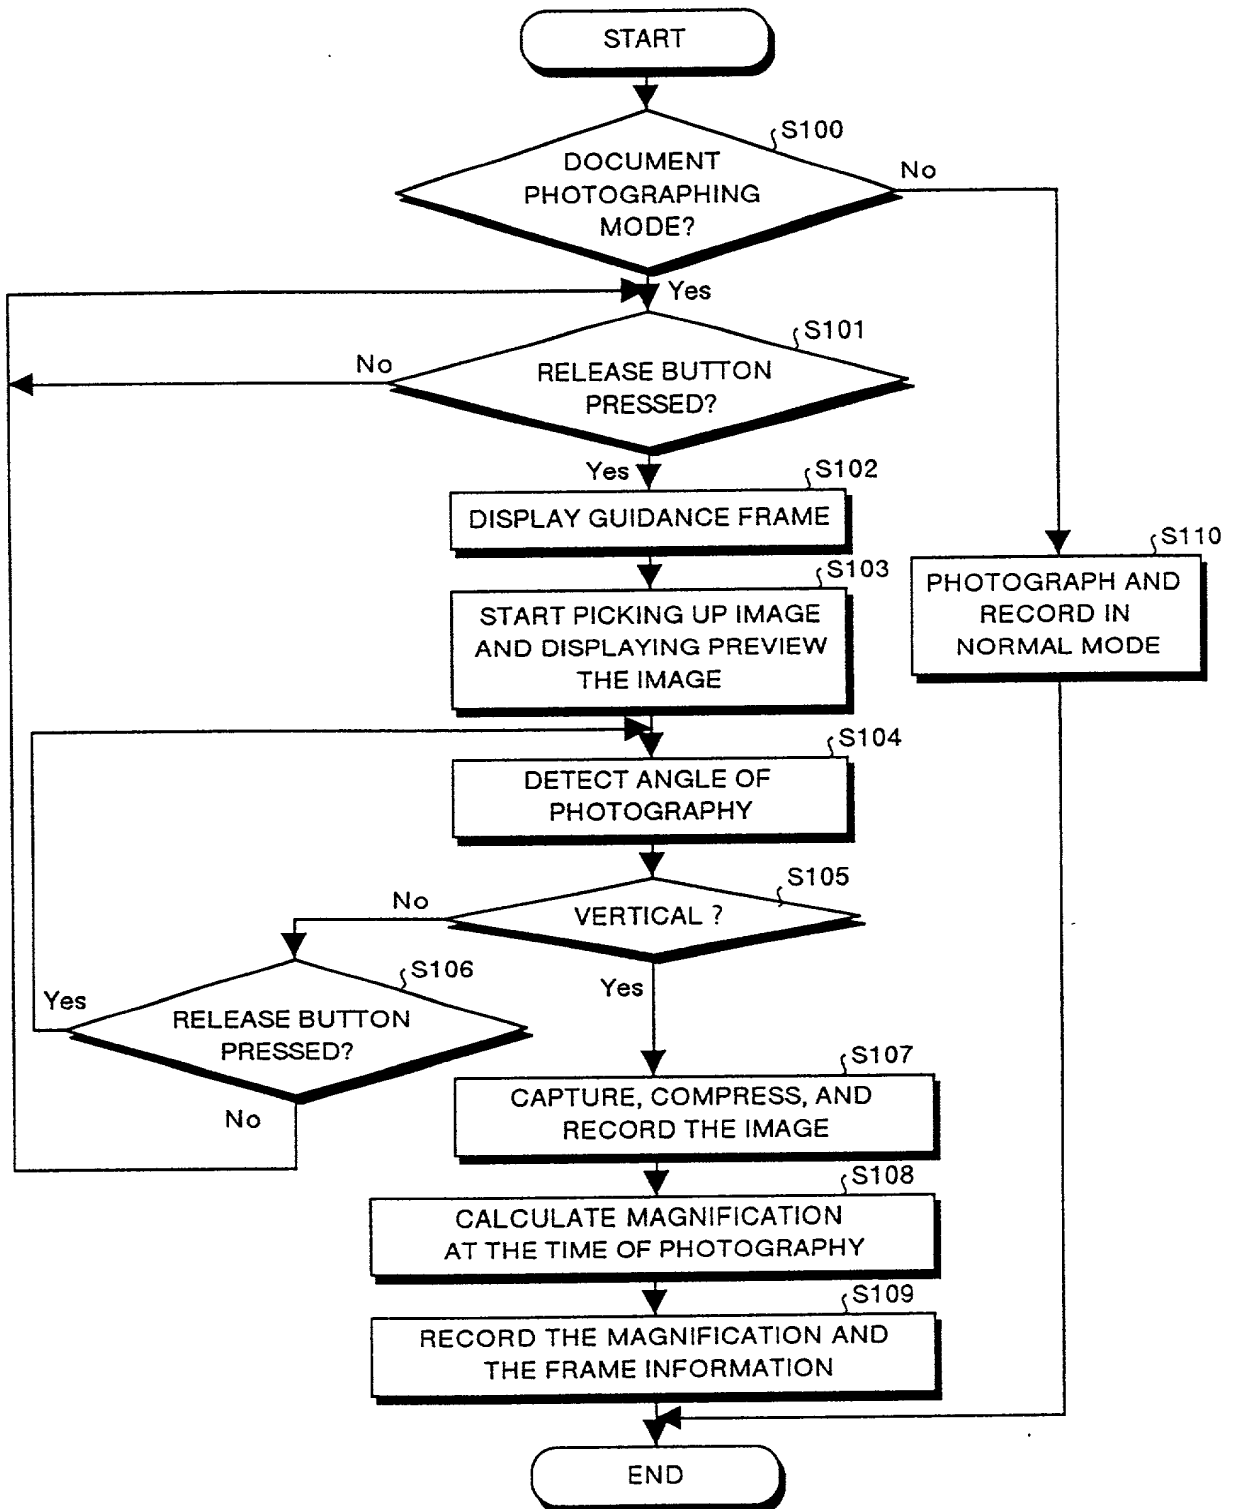 START
S100
DOCUMENT
PHOTOGRAPHING
MODE?
No
Yes
S101
No
RELEASE BUTTON
PRESSED?
Yes
S102
DISPLAY GUIDANCE FRAME
S103
START PICKING UP IMAGE
AND DISPLAYING PREVIEW
THE IMAGE
S110
PHOTOGRAPH AND
RECORD IN
NORMAL MODE
S104
DETECT ANGLE OF
PHOTOGRAPHY
S105
No
VERTICAL ?
Yes
S106
Yes
RELEASE BUTTON
PRESSED?
No
S107
CAPTURE, COMPRESS, AND
RECORD THE IMAGE
S108
CALCULATE MAGNIFICATION
AT THE TIME OF PHOTOGRAPHY
S109
RECORD THE MAGNIFICATION AND
THE FRAME INFORMATION
END